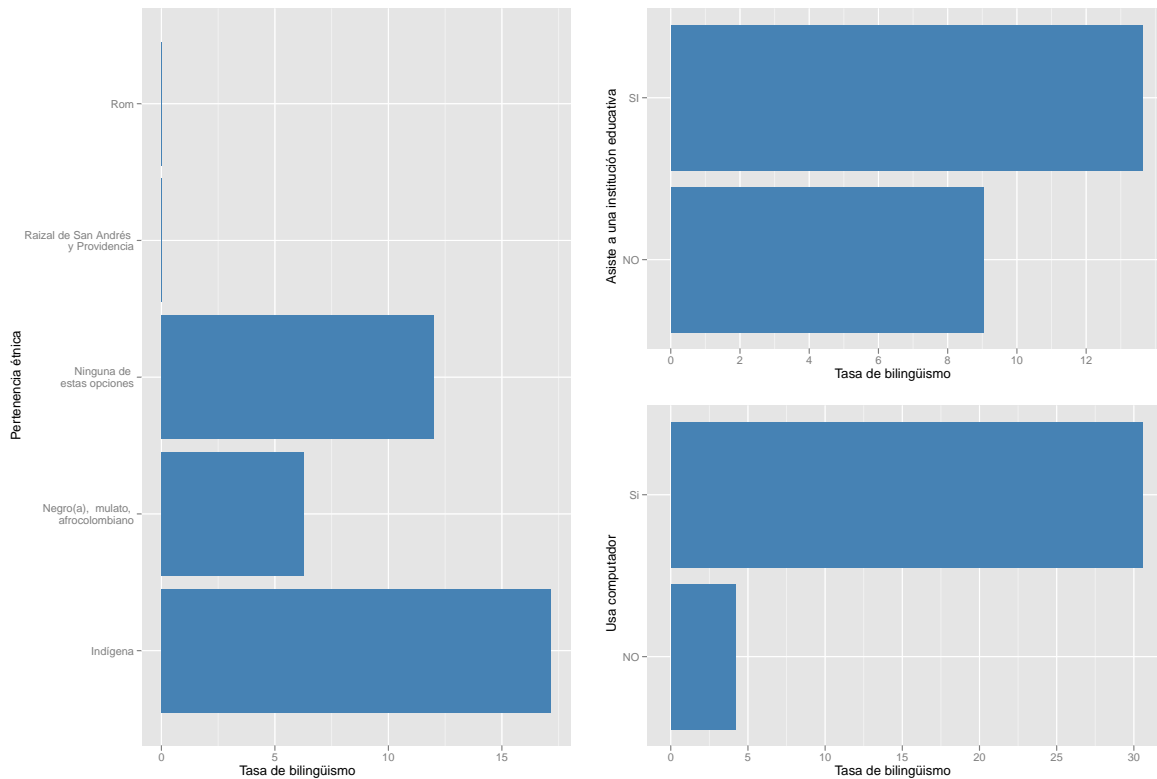 Pertenencia étnica
Rom
Raizal de San Andrés
y Providencia
Ninguna de
estas opciones
Negro(a),  mulato,
afrocolombiano
Indígena
0 5 10 15
Tasa de bilingüismo
Asiste a una institución educativa
SI
NO
0 2 4 6 8 10 12
Tasa de bilingüismo
Usa computador
Si
NO
0 5 10 15 20 25 30
Tasa de bilingüismo